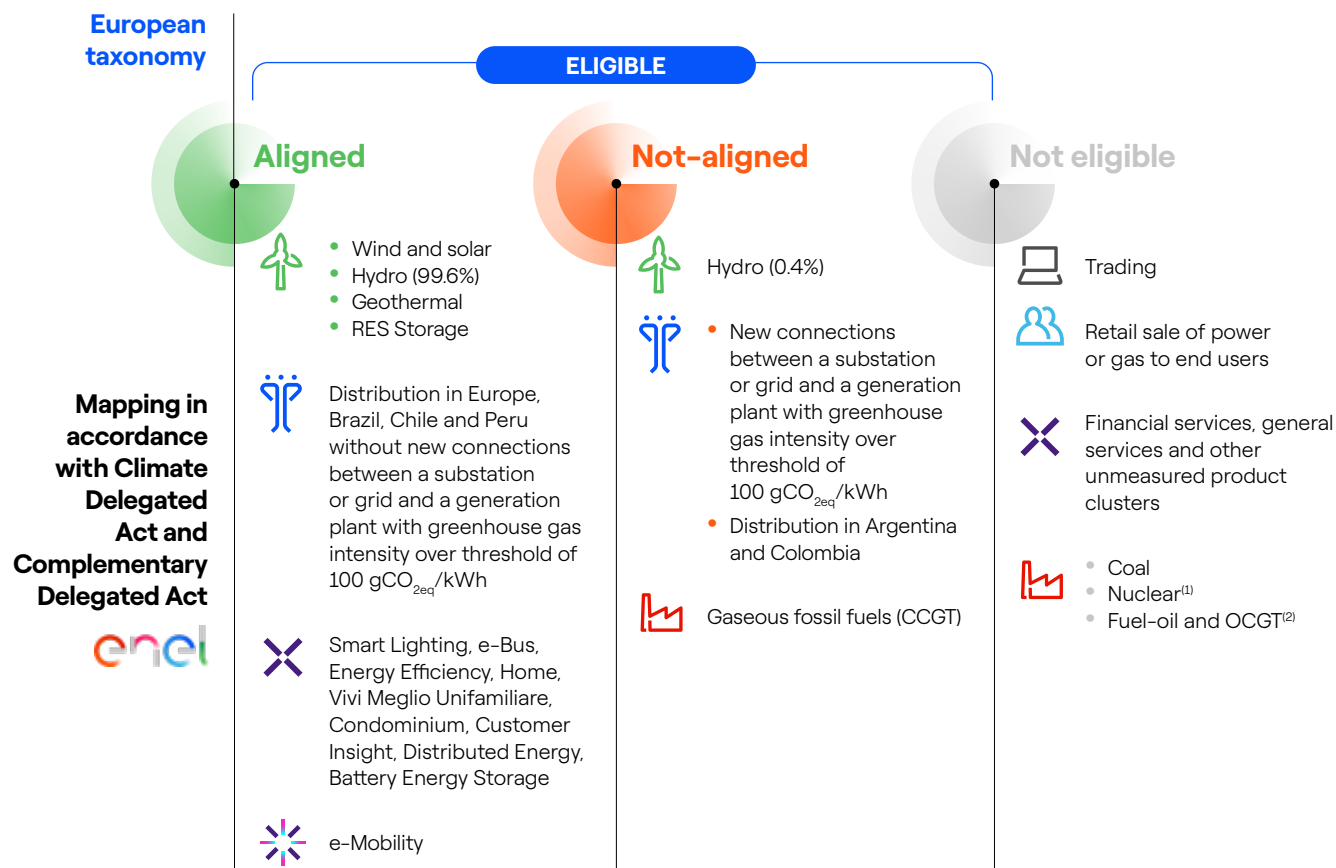 European
taxonomy
ELIGIBLE
Aligned
Not-aligned
Not eligible
Mapping in
accordance
with Climate
Delegated
Act and
Complementary
Delegated Act
enel
• Wind and solar
• Hydro (99.6%)
• Geothermal
• RES Storage
Distribution in Europe,
Brazil, Chile and Peru
without new connections
between a substation
or grid and a generation
plant with greenhouse gas
intensity over threshold of
100 gCO2eq/kWh
Smart Lighting, e-Bus,
Energy Efficiency, Home,
Vivi Meglio Unifamiliare,
Condominium, Customer
Insight, Distributed Energy,
Battery Energy Storage
e-Mobility
Hydro (0.4%)
• New connections
between a substation
or grid and a generation
plant with greenhouse
gas intensity over
threshold of
100 gCO2eq/kWh
• Distribution in Argentina
and Colombia
Gaseous fossil fuels (CCGT)
Trading
Retail sale of power
or gas to end users
Financial services, general
services and other
unmeasured product
clusters
• Coal
• Nuclear(1)
• Fuel-oil and OCGT(2)